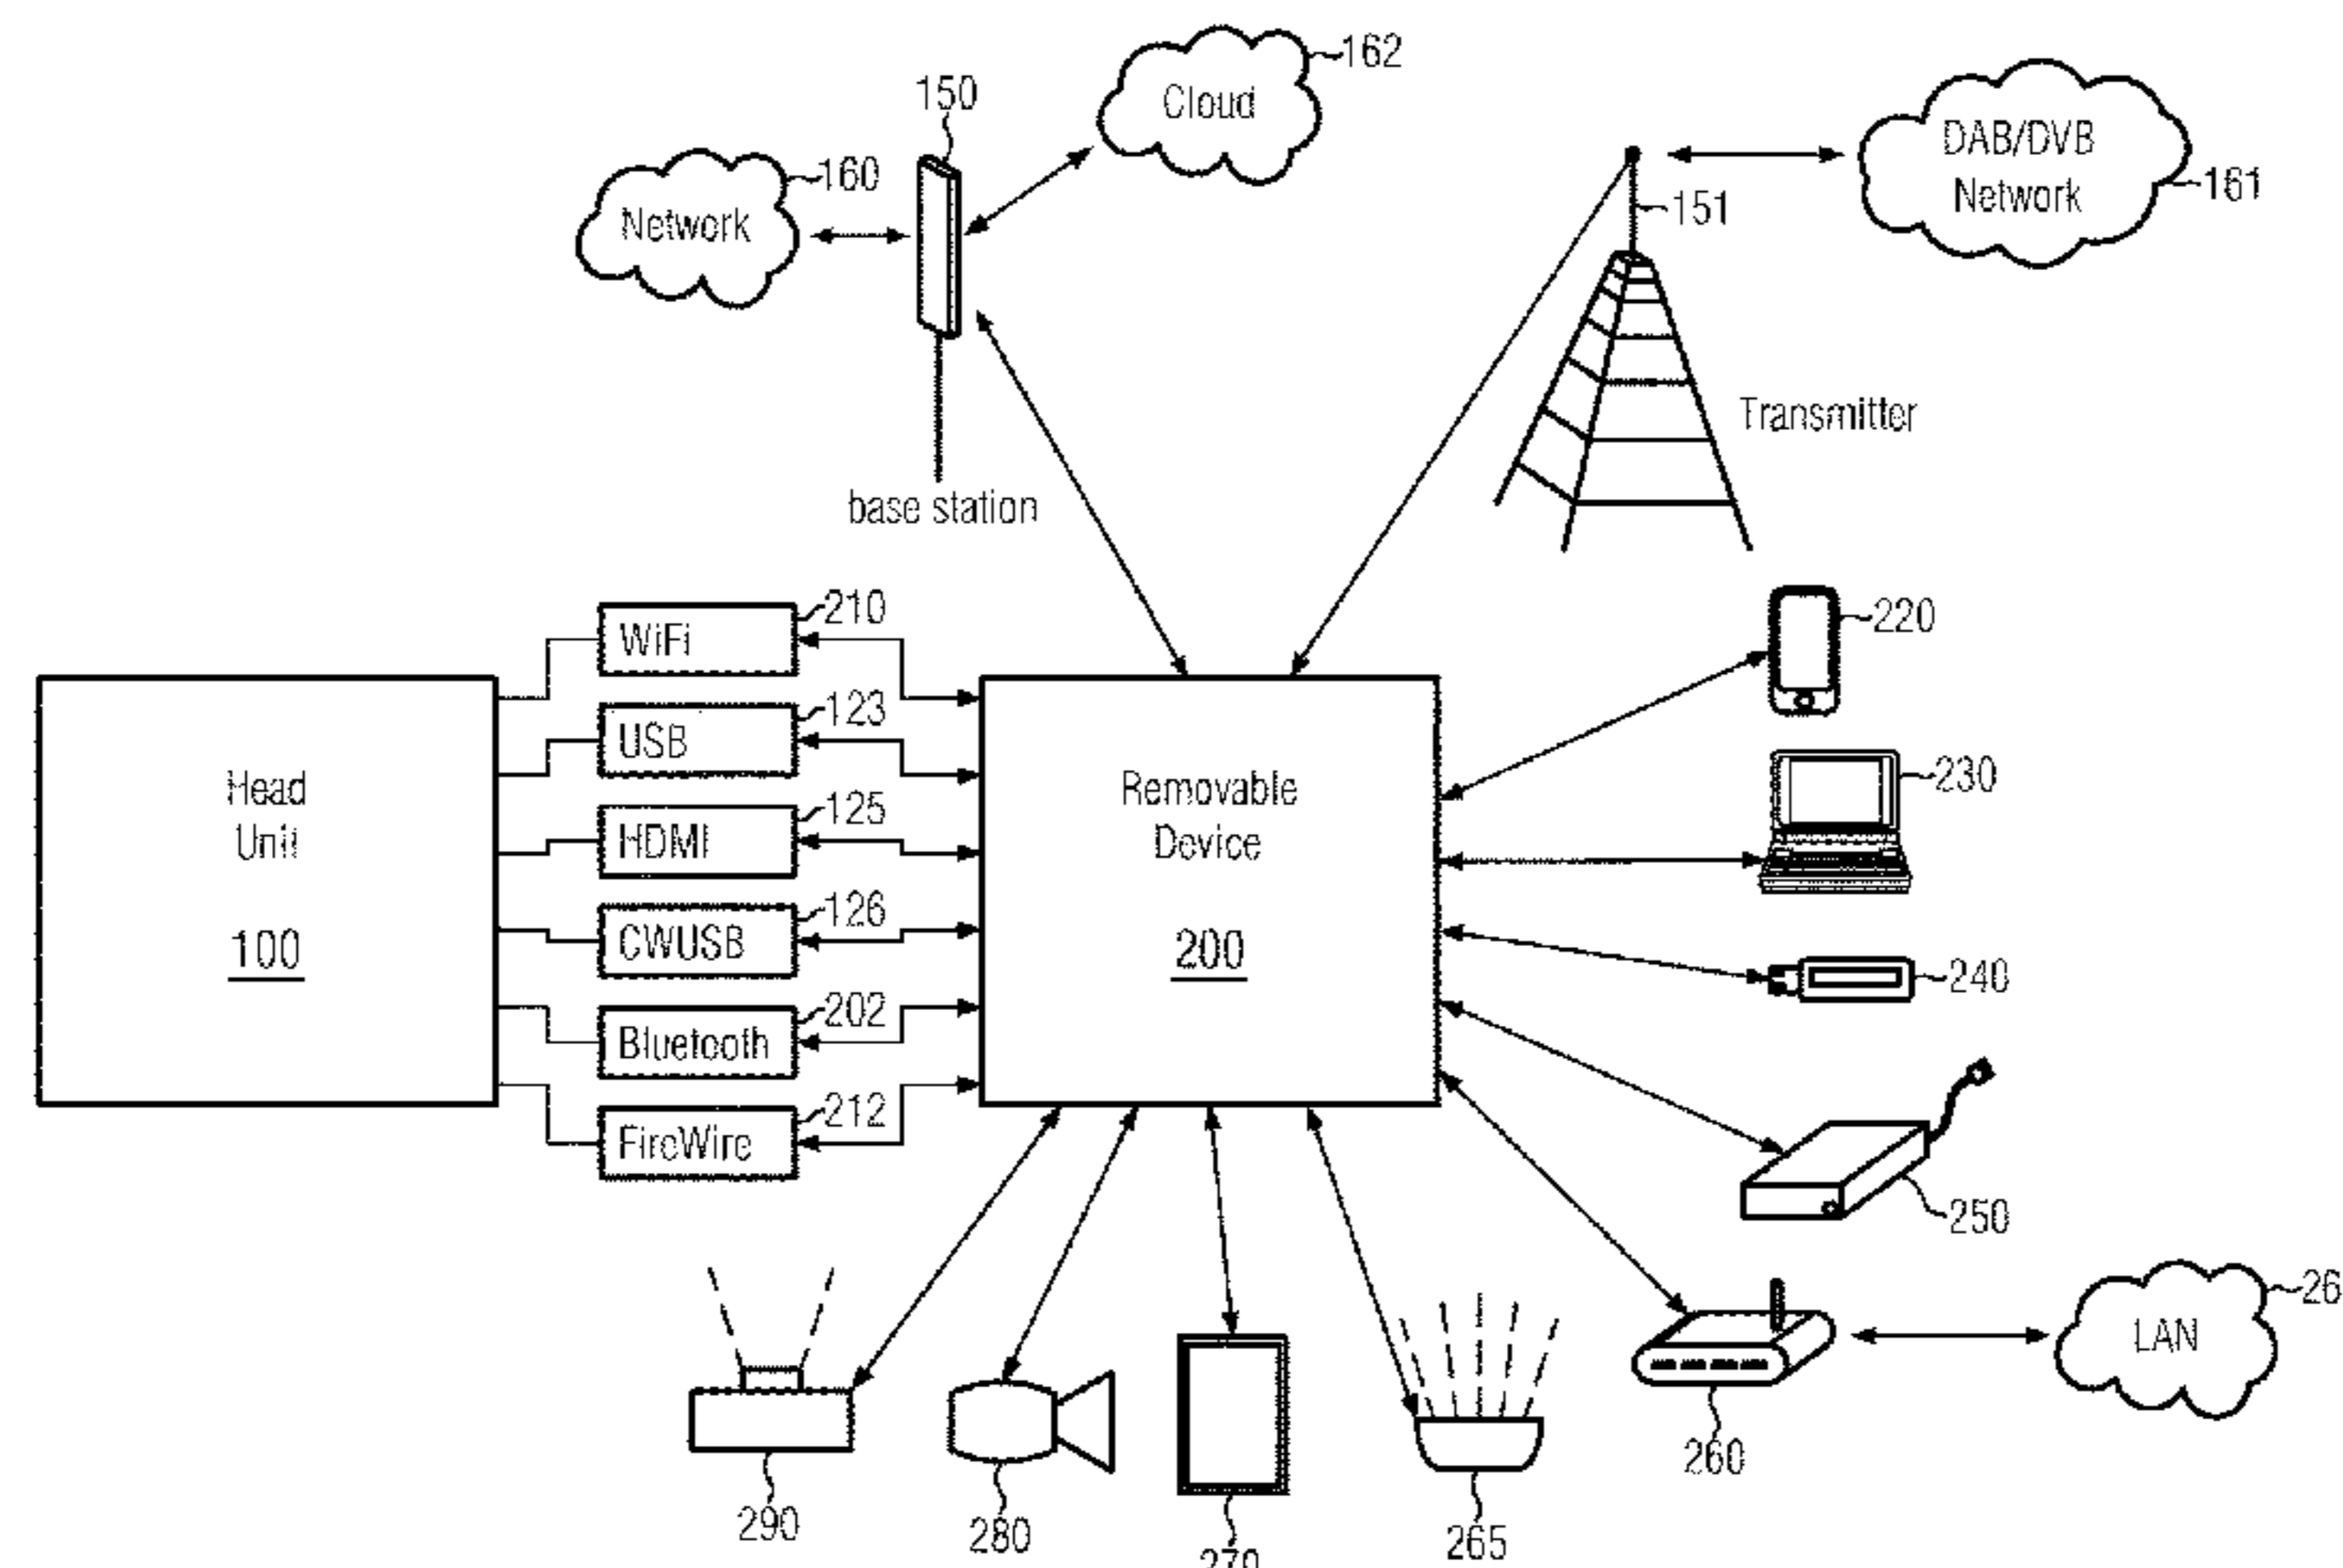 162
Cloud
150
DAB/DVB
Network
161
160
Network
151
Transmitter
base station
210
WiFi
220
123
USB
230
Head
Unit
100
125
HDMI
Removable
Device
200
126
CWUSB
240
202
Bluetooth
212
FireWire
250
26
LAN
260
290
280
265